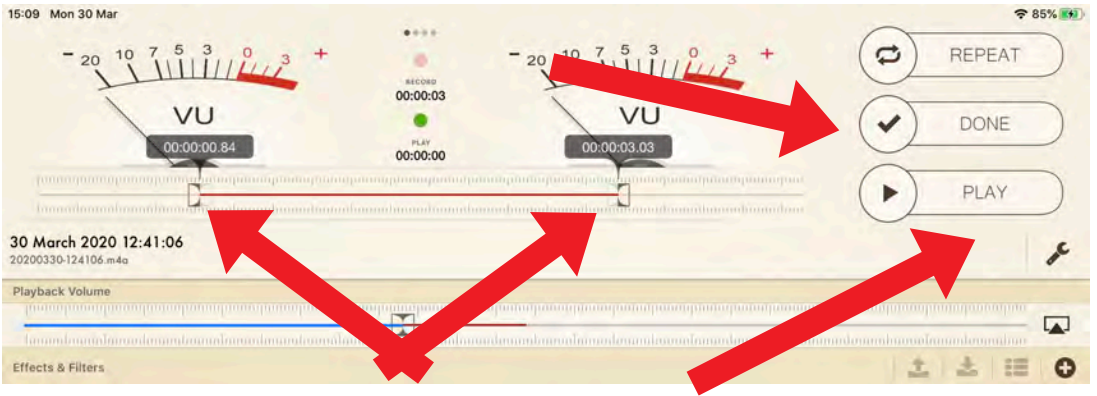 15:09 Mon 30 Mar
85%
- 20 10 7 5 3 0 3 +
VU
00:00:00.84
RECORD
00:00:03
PLAY
00:00:00
- 20 10 7 5 3 0 3 +
VU
00:00:03.03
REPEAT
DONE
PLAY
30 March 2020 12:41:06
20200330-124106.m4a
Playback Volume
Effects & Filters